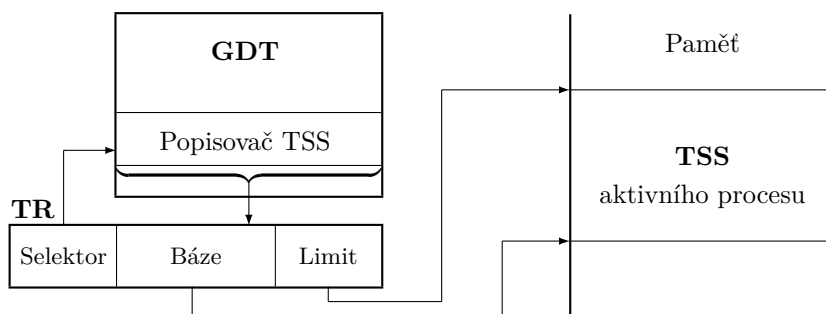 GDT
Popisovač TSS
TR
Selektor
Báze
Limit
Paměť
TSS
aktivního procesu